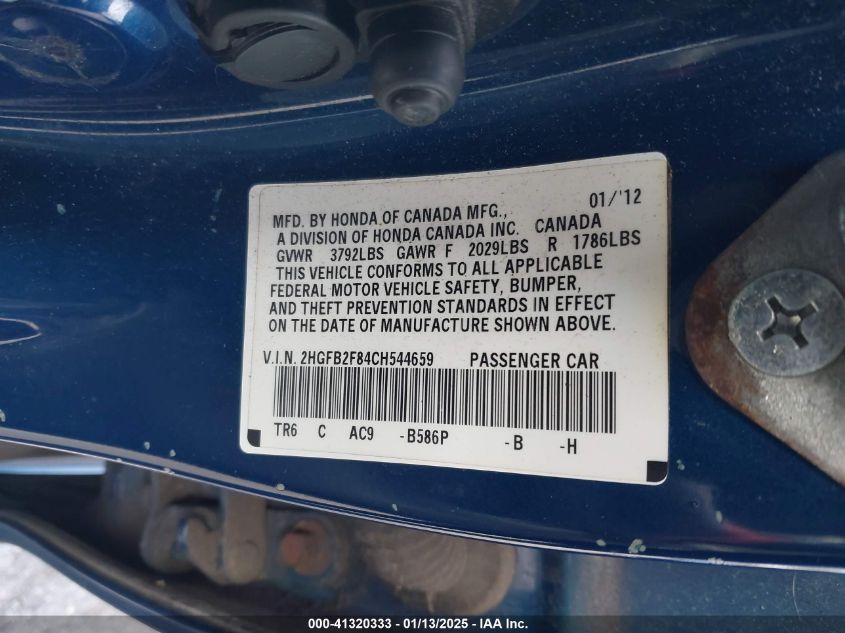 01/'12
MFD. BY HONDA OF CANADA MFG.,
A DIVISION OF HONDA CANADA INC. CANADA
GVWR 3792LBS GAWR F 2029LBS R 1786LBS
THIS VEHICLE CONFORMS TO ALL APPLICABLE
FEDERAL MOTOR VEHICLE SAFETY, BUMPER,
AND THEFT PREVENTION STANDARDS IN EFFECT
ON THE DATE OF MANUFACTURE SHOWN ABOVE.
V.I.N. 2HGFB2F84CH544659 PASSENGER CAR
TR6 C AC9 -B586P -B -H
000-41320333 - 01/13/2025 - IAA Inc.